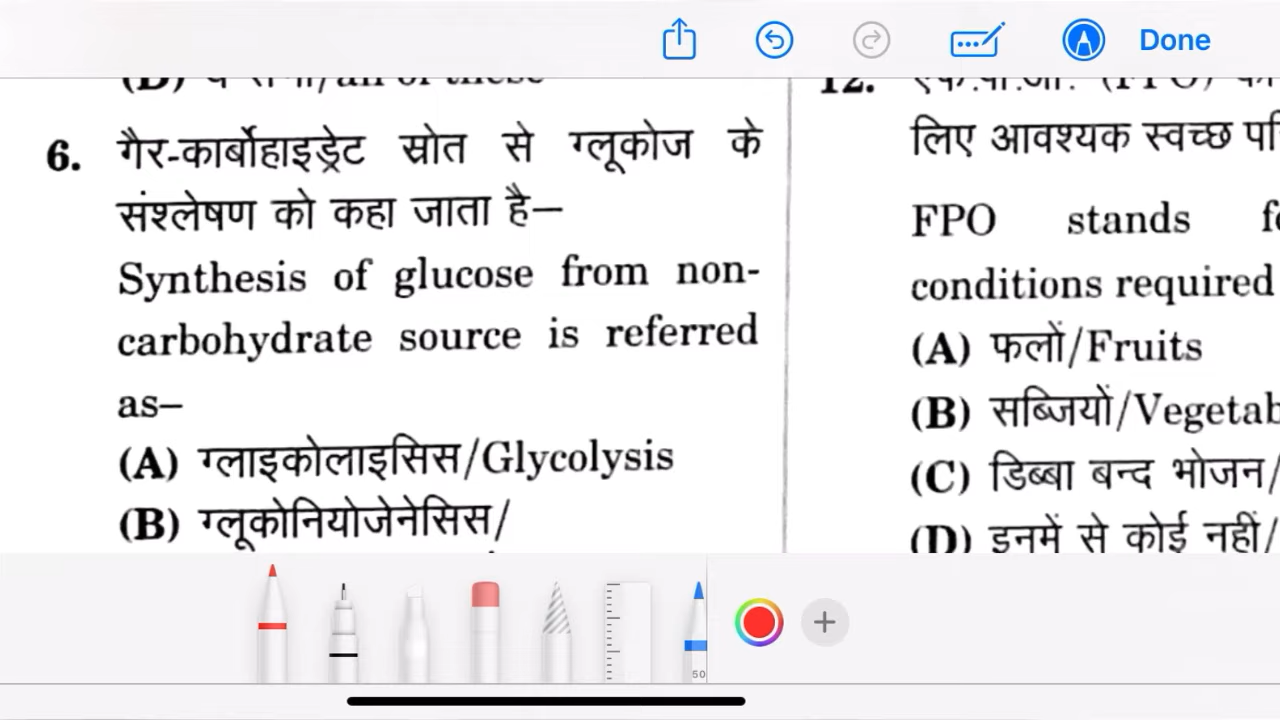 Done
6. गैर-कार्बोहाइड्रेट स्रोत से ग्लूकोज के
संश्लेषण को कहा जाता है–
Synthesis of glucose from non-
carbohydrate source is referred
as–
(A) ग्लाइकोलाइसिस/Glycolysis
(B) ग्लूकोनियोजेनेसिस/
12.
लिए आवश्यक स्वच्छ
FPO stands
conditions required
(A) फलों/Fruits
(B) सब्जियों/
(C) डिब्बा बन्द भोजन/
(D) इनमें से कोई नहीं/
50